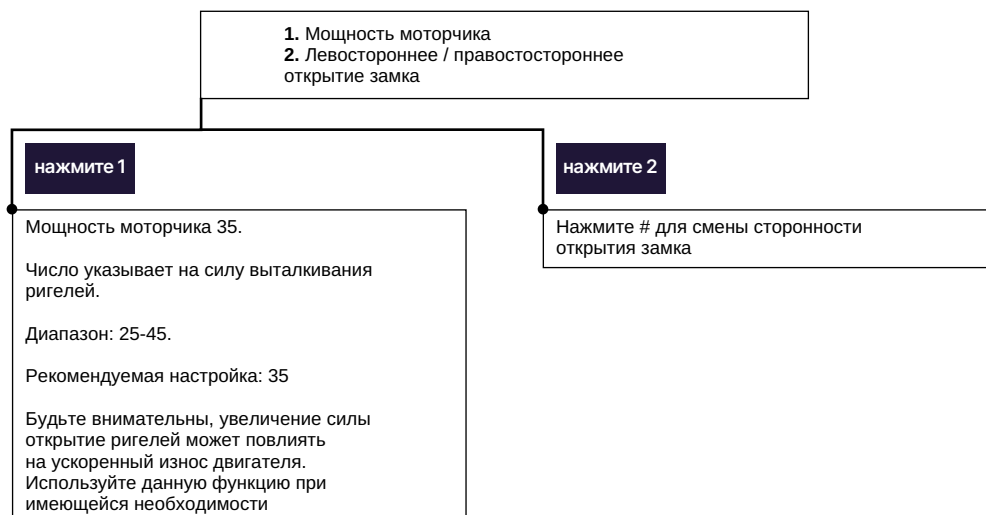 1. Мощность моторчика
2. Левостороннее / правостостороннее
открытие замка
нажмите 1
Мощность моторчика 35.
Число указывает на силу выталкивания
ригелей.
Диапазон: 25-45.
Рекомендуемая настройка: 35
Будьте внимательны, увеличение силы
открытие ригелей может повлиять
на ускоренный износ двигателя.
Используйте данную функцию при
имеющейся необходимости
нажмите 2
Нажмите # для смены сторонности
открытия замка